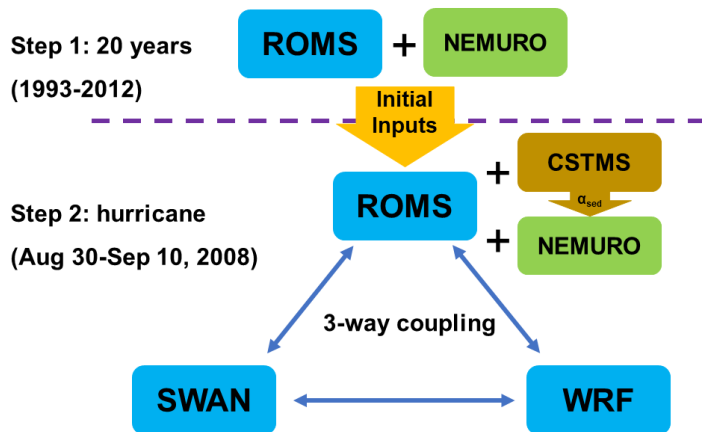 Step 1: 20 years
(1993-2012)
ROMS
+
NEMURO
Initial
Inputs
Step 2: hurricane
(Aug 30-Sep 10, 2008)
ROMS
+
CSTMS
αsed
+
NEMURO
3-way coupling
SWAN
WRF